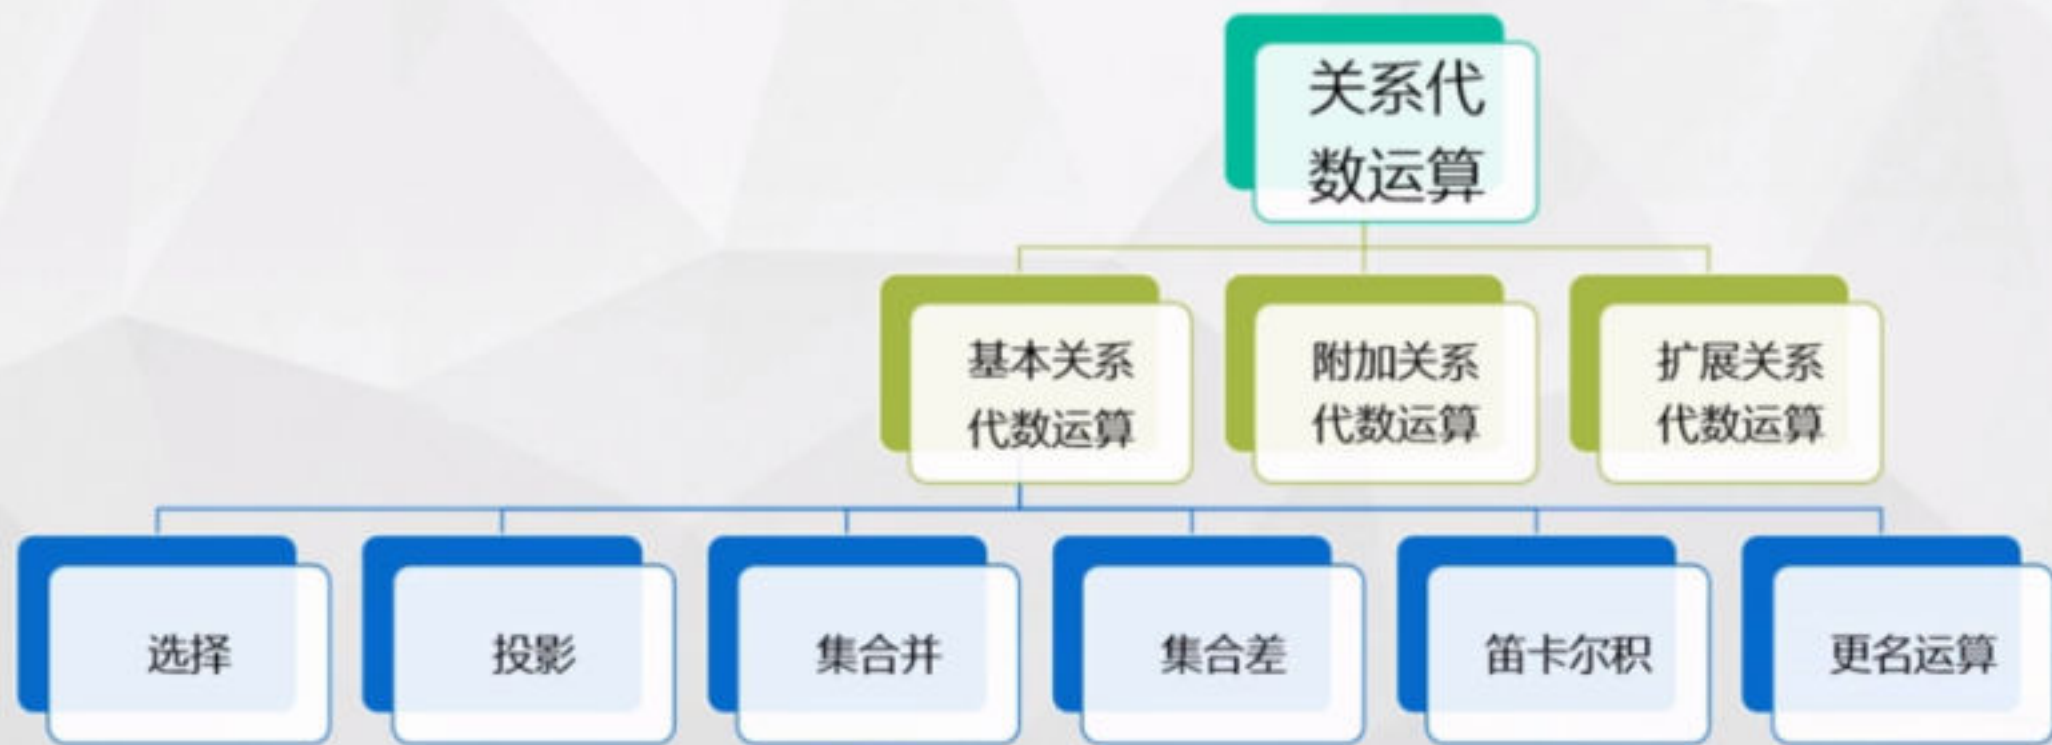 关系代
数运算
基本关系
代数运算
附加关系
代数运算
扩展关系
代数运算
选择
投影
集合并
集合差
笛卡尔积
更名运算